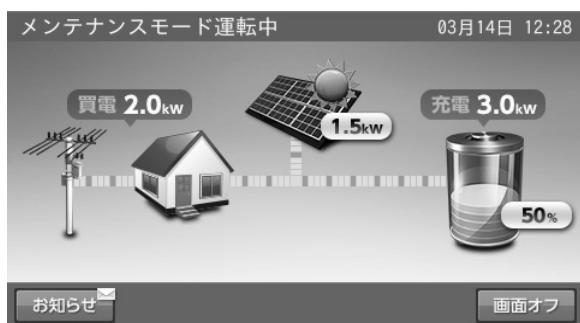 メンテナンスモード運転中 03月14日 12:28
買電 2.0kw
充電 3.0kw
1.5kw
50%
お知らせ 画面オフ